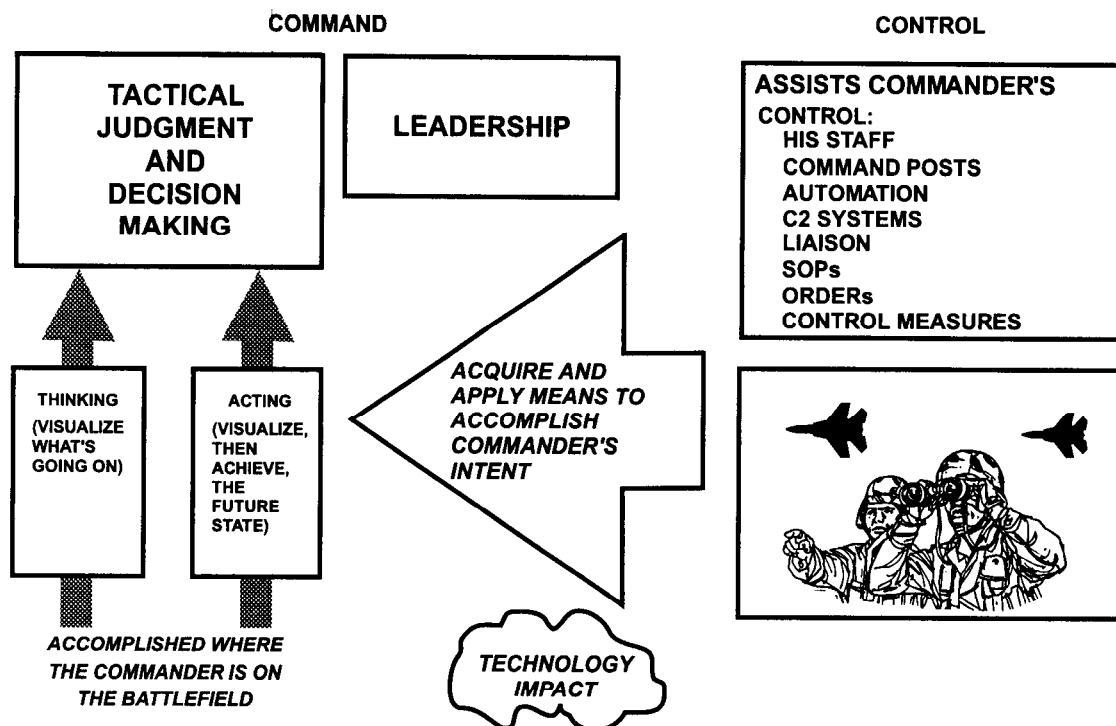 COMMAND
CONTROL
TACTICAL
JUDGMENT
AND
DECISION
MAKING
LEADERSHIP
ASSISTS COMMANDER'S
CONTROL:
HIS STAFF
COMMAND POSTS
AUTOMATION
C2 SYSTEMS
LIAISON
SOPs
ORDERs
CONTROL MEASURES
THINKING
(VISUALIZE
WHAT'S
GOING ON)
ACTING
(VISUALIZE,
THEN
ACHIEVE,
THE
FUTURE
STATE)
ACQUIRE AND
APPLY MEANS TO
ACCOMPLISH
COMMANDER'S
INTENT
ACCOMPLISHED WHERE
THE COMMANDER IS ON
THE BATTLEFIELD
TECHNOLOGY
IMPACT